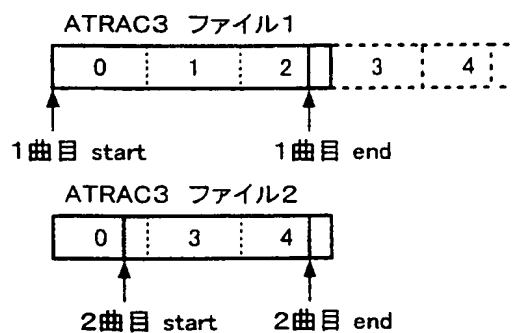 ATRAC3 ファイル1
0 1 2 3 4
1曲目 start 1曲目 end
ATRAC3 ファイル2
0 3 4
2曲目 start 2曲目 end